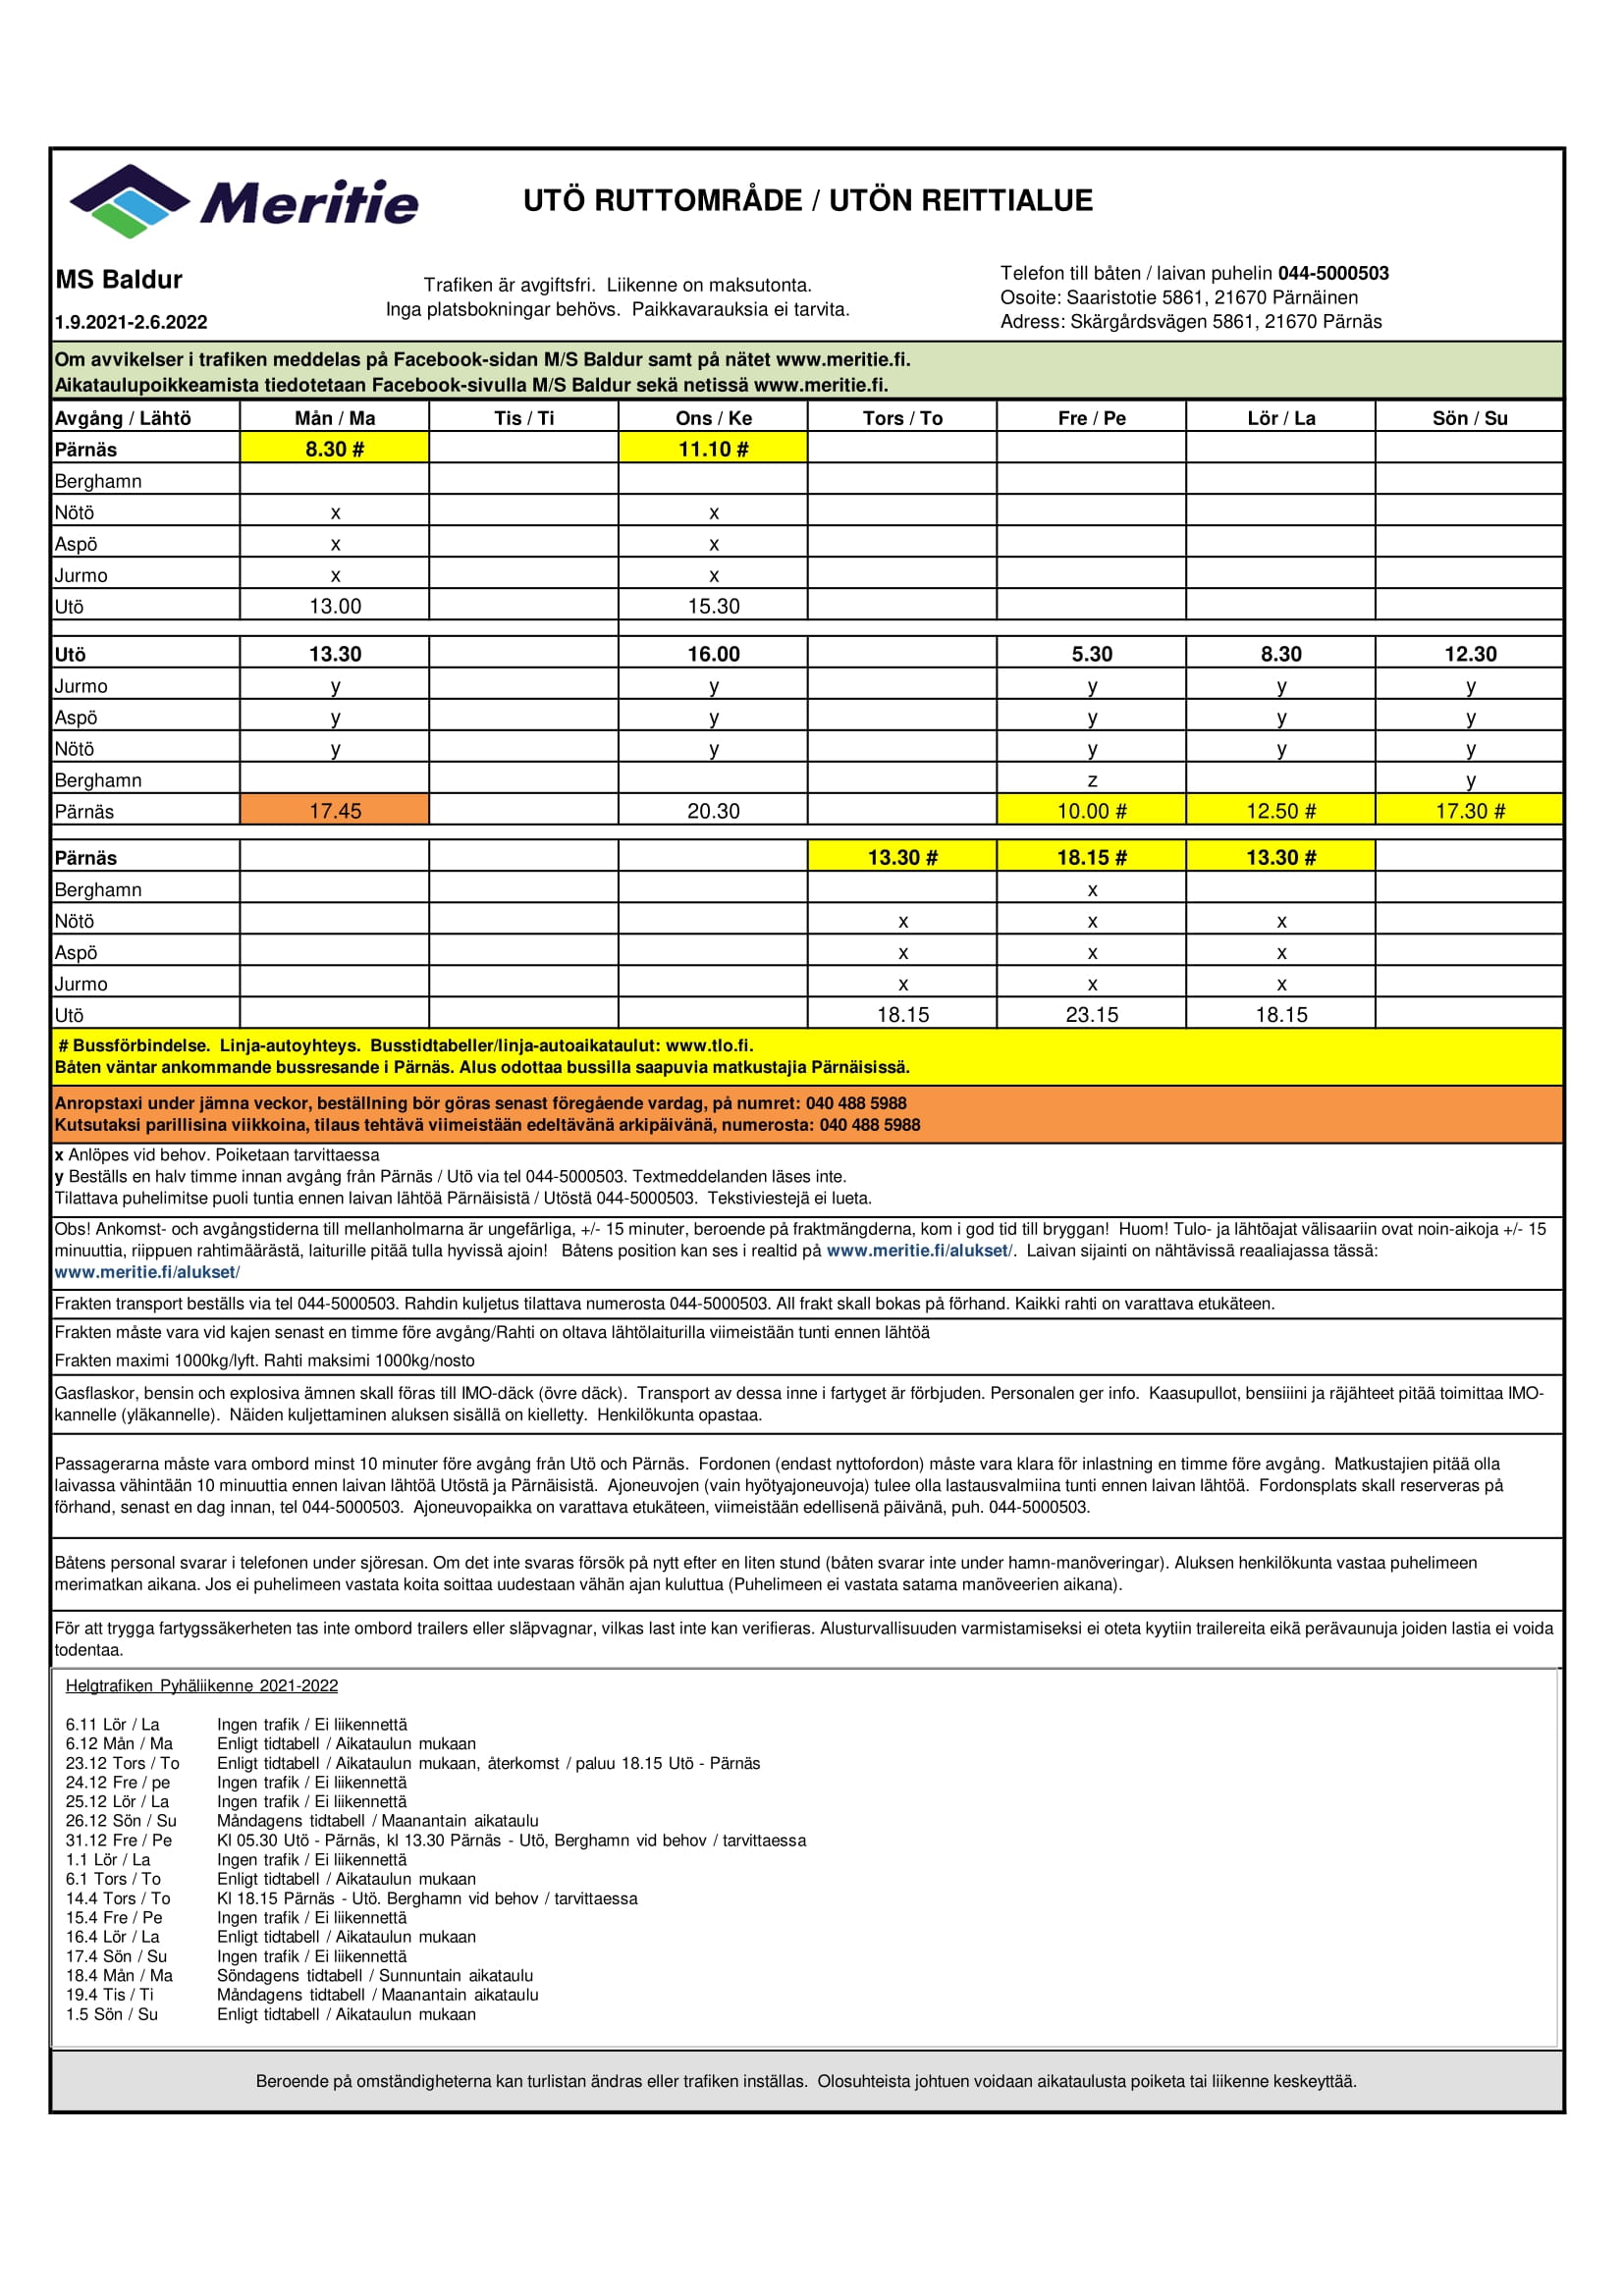 Meritie
UTÖ RUTTOMRÅDE / UTÖN REITTIALUE
MS Baldur
1.9.2021-2.6.2022
Trafiken är avgiftsfri.  Liikenne on maksutonta.
Inga platsbokningar behövs.  Paikkavarauksia ei tarvita.
Telefon till båten / laivan puhelin 044-5000503
Osoite: Saaristotie 5861, 21670 Pärnäinen
Adress: Skärgårdsvägen 5861, 21670 Pärnäs
Om avvikelser i trafiken meddelas på Facebook-sidan M/S Baldur samt på nätet www.meritie.fi.
Aikataulupoikkeamista tiedotetaan Facebook-sivulla M/S Baldur sekä netissä www.meritie.fi.
Avgång / Lähtö Mån / Ma Tis / Ti Ons / Ke Tors / To Fre / Pe Lör / La Sön / Su
Pärnäs 8.30 # 11.10 #
Berghamn
Nötö x x
Aspö x x
Jurmo x x
Utö 13.00 15.30
Utö 13.30 16.00 5.30 8.30 12.30
Jurmo y y y y y
Aspö y y y y y
Nötö y y y y y
Berghamn z y
Pärnäs 17.45 20.30 10.00 # 12.50 # 17.30 #
Pärnäs 13.30 # 18.15 # 13.30 #
Berghamn x
Nötö x x x
Aspö x x x
Jurmo x x x
Utö 18.15 23.15 18.15
# Bussförbindelse.  Linja-autoyhteys.  Busstidtabeller/linja-autoaikataulut: www.tlo.fi.
Båten väntar ankommande bussresande i Pärnäs. Alus odottaa bussilla saapuvia matkustajia Pärnäisissä.
Anropstaxi under jämna veckor, beställning bör göras senast föregående vardag, på numret: 040 488 5988
Kutsutaksi parillisina viikkoina, tilaus tehtävä viimeistään edeltävänä arkipäivänä, numerosta: 040 488 5988
x Anlöpes vid behov. Poiketaan tarvittaessa
y Beställs en halv timme innan avgång från Pärnäs / Utö via tel 044-5000503. Textmeddelanden läses inte.
Tilattava puhelimitse puoli tuntia ennen laivan lähtöä Pärnäisistä / Utöstä 044-5000503.  Tekstiviestejä ei lueta.
Obs! Ankomst- och avgångstiderna till mellanholmarna är ungefärliga, +/- 15 minuter, beroende på fraktmängderna, kom i god tid till bryggan!  Huom! Tulo- ja lähtöajat välisaariin ovat noin-aikoja +/- 15
minuuttia, riippuen rahtimäärästä, laiturille pitää tulla hyvissä ajoin!   Båtens position kan ses i realtid på www.meritie.fi/alukset/.  Laivan sijainti on nähtävissä reaaliajassa tässä:
www.meritie.fi/alukset/
Frakten transport beställs via tel 044-5000503. Rahdin kuljetus tilattava numerosta 044-5000503. All frakt skall bokas på förhand. Kaikki rahti on varattava etukäteen.
Frakten måste vara vid kajen senast en timme före avgång/Rahti on oltava lähtölaiturilla viimeistään tunti ennen lähtöä
Frakten maximi 1000kg/lyft. Rahti maksimi 1000kg/nosto
Gasflaskor, bensin och explosiva ämnen skall föras till IMO-däck (övre däck).  Transport av dessa inne i fartyget är förbjuden. Personalen ger info.  Kaasupullot, bensiiini ja räjähteet pitää toimittaa IMO-
kannelle (yläkannelle).  Näiden kuljettaminen aluksen sisällä on kielletty.  Henkilökunta opastaa.
Passagerarna måste vara ombord minst 10 minuter före avgång från Utö och Pärnäs.  Fordonen (endast nyttofordon) måste vara klara för inlastning en timme före avgång.  Matkustajien pitää olla
laivassa vähintään 10 minuuttia ennen laivan lähtöä Utöstä ja Pärnäisistä.  Ajoneuvojen (vain hyötyajoneuvoja) tulee olla lastausvalmiina tunti ennen laivan lähtöä.  Fordonsplats skall reserveras på
förhand, senast en dag innan, tel 044-5000503.  Ajoneuvopaikka on varattava etukäteen, viimeistään edellisenä päivänä, puh. 044-5000503.
Båtens personal svarar i telefonen under sjöresan. Om det inte svaras försök på nytt efter en liten stund (båten svarar inte under hamn-manöveringar). Aluksen henkilökunta vastaa puhelimeen
merimatkan aikana. Jos ei puhelimeen vastata koita soittaa uudestaan vähän ajan kuluttua (Puhelimeen ei vastata satama manöveerien aikana).
För att trygga fartygssäkerheten tas inte ombord trailers eller släpvagnar, vilkas last inte kan verifieras. Alusturvallisuuden varmistamiseksi ei oteta kyytiin trailereita eikä perävaunuja joiden lastia ei voida
todentaa.
Helgtrafiken Pyhäliikenne 2021-2022
6.11 Lör / La Ingen trafik / Ei liikennettä
6.12 Mån / Ma Enligt tidtabell / Aikataulun mukaan
23.12 Tors / To Enligt tidtabell / Aikataulun mukaan, återkomst / paluu 18.15 Utö - Pärnäs
24.12 Fre / pe Ingen trafik / Ei liikennettä
25.12 Lör / La Ingen trafik / Ei liikennettä
26.12 Sön / Su Måndagens tidtabell / Maanantain aikataulu
31.12 Fre / Pe Kl 05.30 Utö - Pärnäs, kl 13.30 Pärnäs - Utö, Berghamn vid behov / tarvittaessa
1.1 Lör / La Ingen trafik / Ei liikennettä
6.1 Tors / To Enligt tidtabell / Aikataulun mukaan
14.4 Tors / To Kl 18.15 Pärnäs - Utö. Berghamn vid behov / tarvittaessa
15.4 Fre / Pe Ingen trafik / Ei liikennettä
16.4 Lör / La Enligt tidtabell / Aikataulun mukaan
17.4 Sön / Su Ingen trafik / Ei liikennettä
18.4 Mån / Ma Söndagens tidtabell / Sunnuntain aikataulu
19.4 Tis / Ti Måndagens tidtabell / Maanantain aikataulu
1.5 Sön / Su Enligt tidtabell / Aikataulun mukaan
Beroende på omständigheterna kan turlistan ändras eller trafiken inställas.  Olosuhteista johtuen voidaan aikataulusta poiketa tai liikenne keskeyttää.